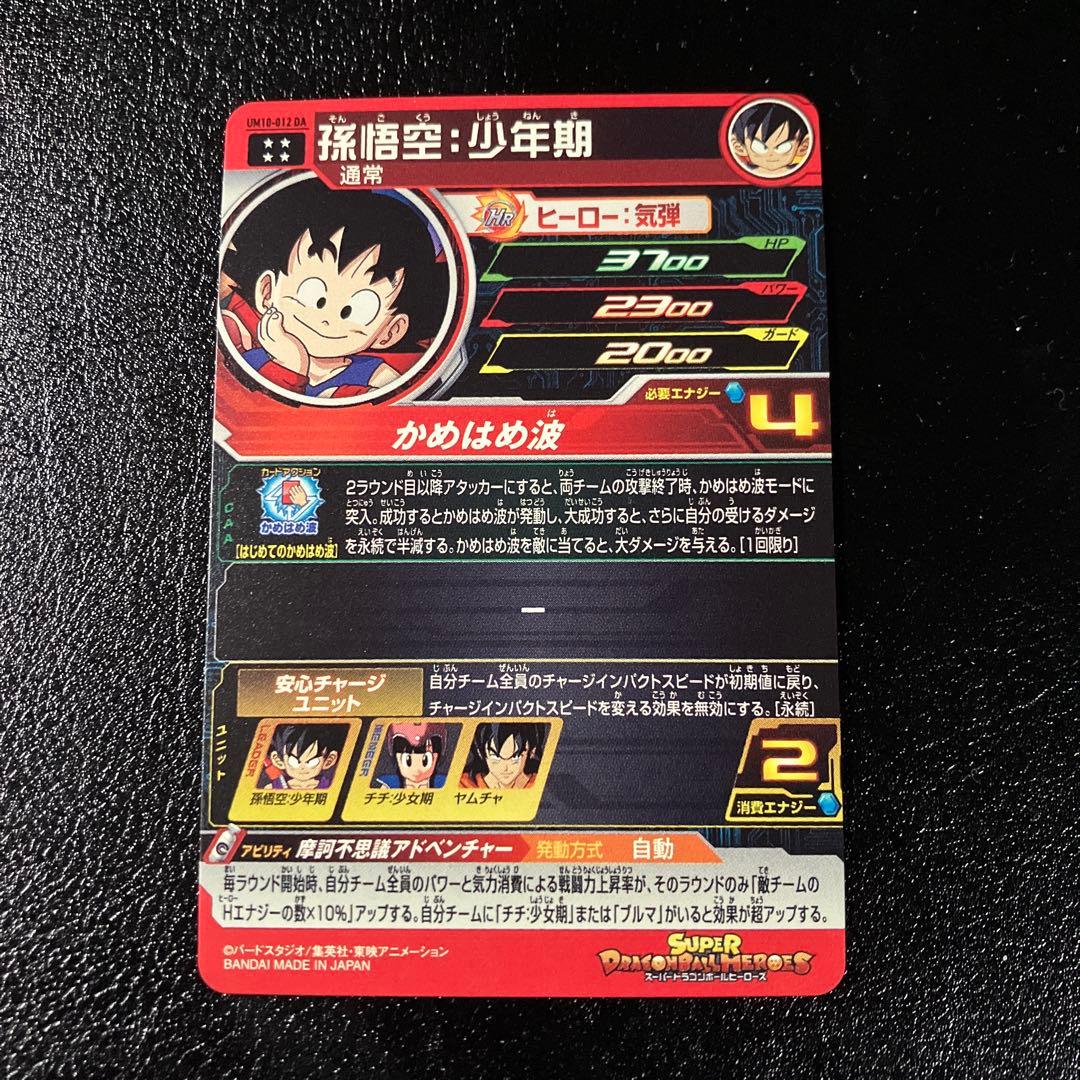 UM10-012 DA
孫悟空:少年期
そんごくう しょうねんき
通常
HR ヒーロー:気弾
HP
3700
パワー
2300
ガード
2000
必要エナジー 4
かめはめ波
は
CAA
カードアクション
かめはめ波
[はじめてのかめはめ波]
2ラウンド目以降アタッカーにすると、両チームの攻撃終了時、かめはめ波モードに
突入。成功するとかめはめ波が発動し、大成功すると、さらに自分の受けるダメージ
を永続で半減する。かめはめ波を敵に当てると、大ダメージを与える。[1回限り]
ー
ユニット
安心チャージ
ユニット
自分チーム全員のチャージインパクトスピードが初期値に戻り、
チャージインパクトスピードを変える効果を無効にする。[永続]
LEADER
孫悟空:少年期
MEMBER
チチ:少女期
ヤムチャ
2
消費エナジー
アビリティ 摩訶不思議アドベンチャー 発動方式 自動
毎ラウンド開始時、自分チーム全員のパワーと気力消費による戦闘力上昇率が、そのラウンドのみ「敵チームの
Hエナジーの数×10%」アップする。自分チームに「チチ:少女期」または「ブルマ」がいると効果が超アップする。
©バードスタジオ/集英社・東映アニメーション
BANDAI MADE IN JAPAN
SUPER
DRAGONBALL HEROES
スーパードラゴンボールヒーローズ